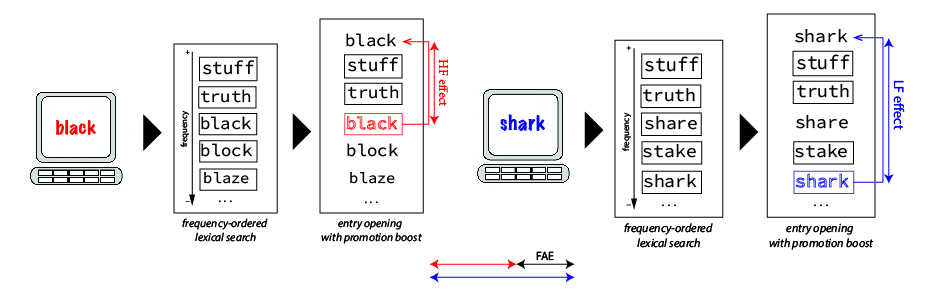 black
+
frequency
−
stuff
truth
black
block
blaze
...
frequency-ordered
lexical search
black
stuff
truth
black
block
blaze
...
HF effect
entry opening
with promotion boost
shark
+
frequency
−
stuff
truth
share
stake
shark
...
frequency-ordered
lexical search
shark
stuff
truth
share
stake
shark
...
LF effect
entry opening
with promotion boost
FAE